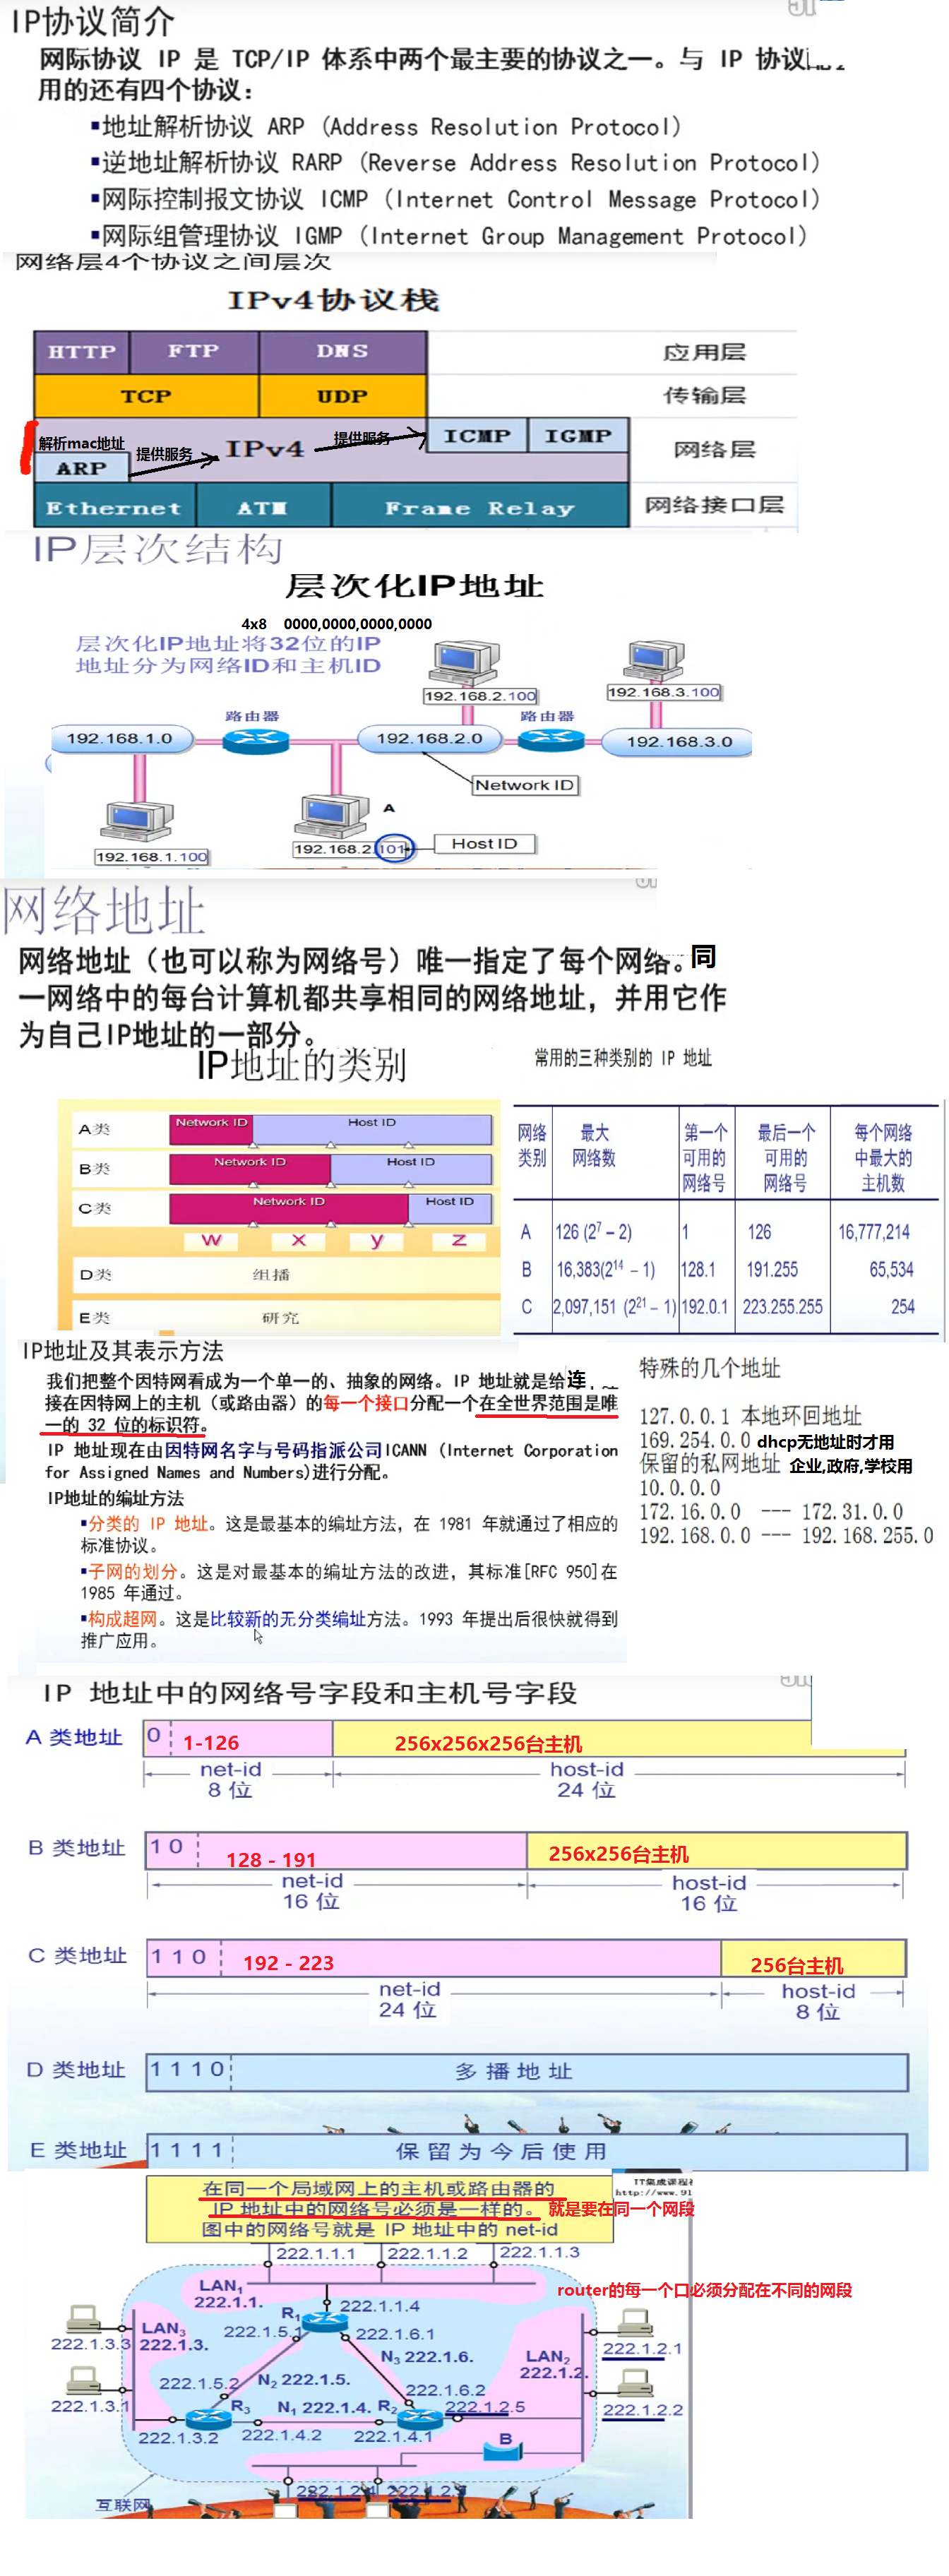 IP协议简介
网际协议 IP 是 TCP/IP 体系中两个最主要的协议之一。与 IP 协议
用的还有四个协议：
▪地址解析协议 ARP (Address Resolution Protocol)
▪逆地址解析协议 RARP (Reverse Address Resolution Protocol)
▪网际控制报文协议 ICMP (Internet Control Message Protocol)
▪网际组管理协议 IGMP (Internet Group Management Protocol)
网络层4个协议之间层次
IPv4协议栈
HTTP FTP DNS 应用层
TCP UDP 传输层
解析mac地址 提供服务 IPv4 提供服务 ICMP IGMP 网络层
ARP
Ethernet ATM Frame Relay 网络接口层
IP层次结构
层次化IP地址
4x8 0000,0000,0000,0000
层次化IP地址将32位的IP
地址分为网络ID和主机ID
192.168.2.100 192.168.3.100
路由器 路由器
192.168.1.0 192.168.2.0 192.168.3.0
Network ID
A
192.168.1.100 192.168.2.101 Host ID
网络地址
网络地址（也可以称为网络号）唯一指定了每个网络。同
一网络中的每台计算机都共享相同的网络地址，并用它作
为自己IP地址的一部分。
IP地址的类别
A类 Network ID Host ID
B类 Network ID Host ID
C类 Network ID Host ID
W X y Z
D类 组播
E类 研究
常用的三种类别的 IP 地址
网络类别 最大网络数 第一个可用的网络号 最后一个可用的网络号 每个网络中最大的主机数
A 126 (2⁷ – 2) 1 126 16,777,214
B 16,383(2¹⁴ – 1) 128.1 191.255 65,534
C 2,097,151 (2²¹ – 1) 192.0.1 223.255.255 254
IP地址及其表示方法
我们把整个因特网看成为一个单一的、抽象的网络。IP 地址就是给连
接在因特网上的主机（或路由器）的每一个接口分配一个在全世界范围是唯
一的 32 位的标识符。
IP 地址现在由因特网名字与号码指派公司ICANN (Internet Corporation
for Assigned Names and Numbers)进行分配。
IP地址的编址方法
▪分类的 IP 地址。这是最基本的编址方法，在 1981 年就通过了相应的
标准协议。
▪子网的划分。这是对最基本的编址方法的改进，其标准[RFC 950]在
1985 年通过。
▪构成超网。这是比较新的无分类编址方法。1993 年提出后很快就得到
推广应用。
特殊的几个地址
127.0.0.1 本地环回地址
169.254.0.0 dhcp无地址时才用
保留的私网地址 企业,政府,学校用
10.0.0.0
172.16.0.0 --- 172.31.0.0
192.168.0.0 --- 192.168.255.0
IP 地址中的网络号字段和主机号字段
A 类地址 0 1-126 256x256x256台主机
net-id host-id
8 位 24 位
B 类地址 1 0 128 - 191 256x256台主机
net-id host-id
16 位 16 位
C 类地址 1 1 0 192 - 223 256台主机
net-id host-id
24 位 8 位
D 类地址 1 1 1 0 多播地址
E 类地址 1 1 1 1 保留为今后使用
在同一个局域网上的主机或路由器的
IP 地址中的网络号必须是一样的。 就是要在同一个网段
图中的网络号就是 IP 地址中的 net-id
222.1.1.1 222.1.1.2 222.1.1.3
router的每一个口必须分配在不同的网段
LAN₁
222.1.1.
222.1.1.4
R₁
222.1.5.1 222.1.6.1
LAN₃
222.1.3.3 222.1.3.
222.1.2.1
N₃ 222.1.6.
LAN₂
222.1.2.
N₂ 222.1.5.
222.1.5.2 222.1.6.2
222.1.3.1
R₃ N₁ 222.1.4. R₂ 222.1.2.5 222.1.2.2
222.1.3.2 222.1.4.2 222.1.4.1
B
互联网